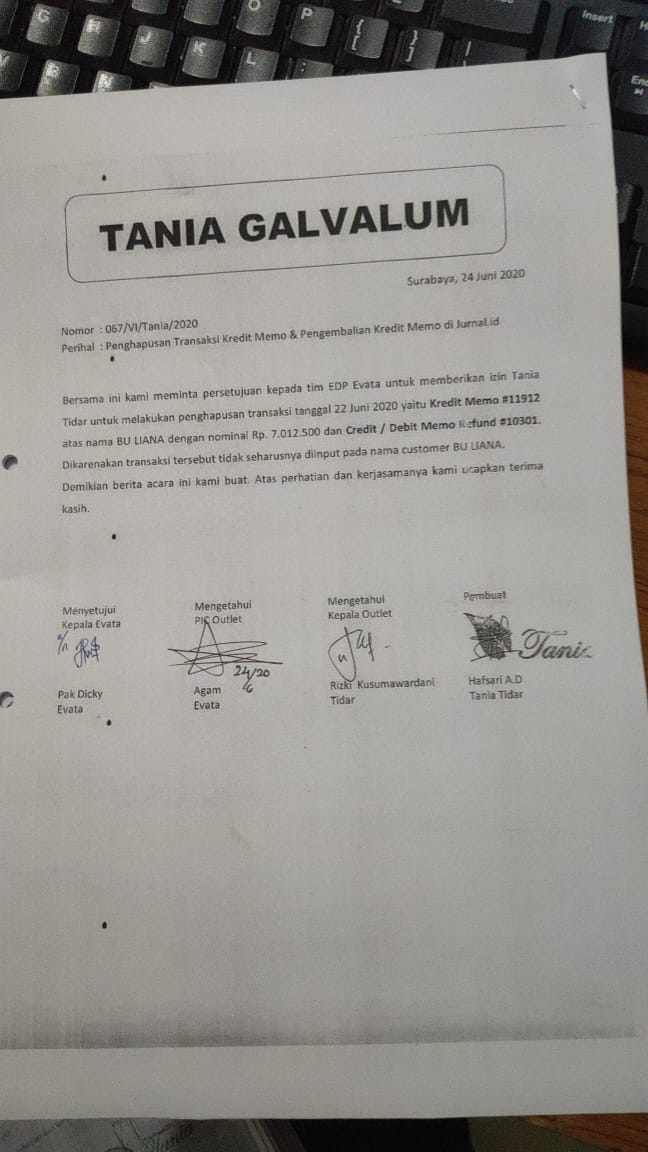 G H J K L O P { [ } ] |
Insert
End
TANIA GALVALUM
Surabaya, 24 Juni 2020
Nomor : 067/VI/Tania/2020
Perihal : Penghapusan Transaksi Kredit Memo & Pengembalian Kredit Memo di Jurnal.id
Bersama ini kami meminta persetujuan kepada tim EDP Evata untuk memberikan izin Tania
Tidar untuk melakukan penghapusan transaksi tanggal 22 Juni 2020 yaitu Kredit Memo #11912
atas nama BU LIANA dengan nominal Rp. 7.012.500 dan Credit / Debit Memo Refund #10301.
Dikarenakan transaksi tersebut tidak seharusnya diinput pada nama customer BU LIANA.
Demikian berita acara ini kami buat. Atas perhatian dan kerjasamanya kami ucapkan terima
kasih.
Menyetujui
Kepala Evata
Pak Dicky
Evata
Mengetahui
PIC Outlet
24/20
6
Agam
Evata
Mengetahui
Kepala Outlet
Rizki Kusumawardani
Tidar
Pembuat
Tania
Hafsari A.D
Tania Tidar
Tania